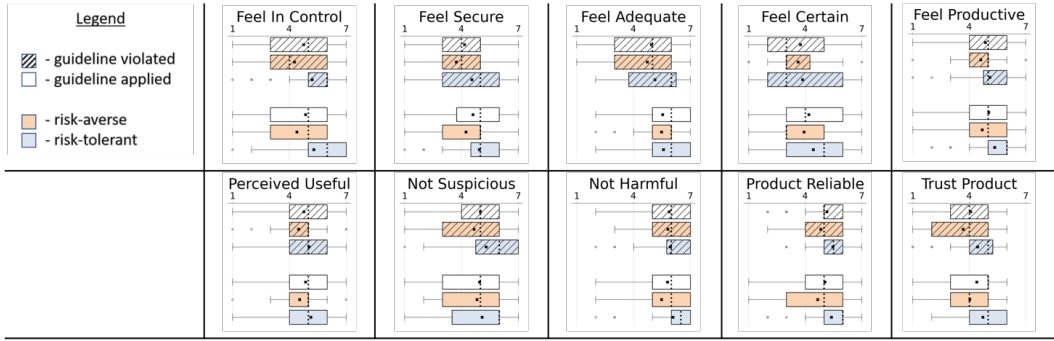 Legend
- guideline violated
- guideline applied
- risk-averse
- risk-tolerant
Feel In Control
1 4 7
Feel Secure
1 4 7
Feel Adequate
1 4 7
Feel Certain
1 4 7
Feel Productive
1 4 7
Perceived Useful
1 4 7
Not Suspicious
1 4 7
Not Harmful
1 4 7
Product Reliable
1 4 7
Trust Product
1 4 7